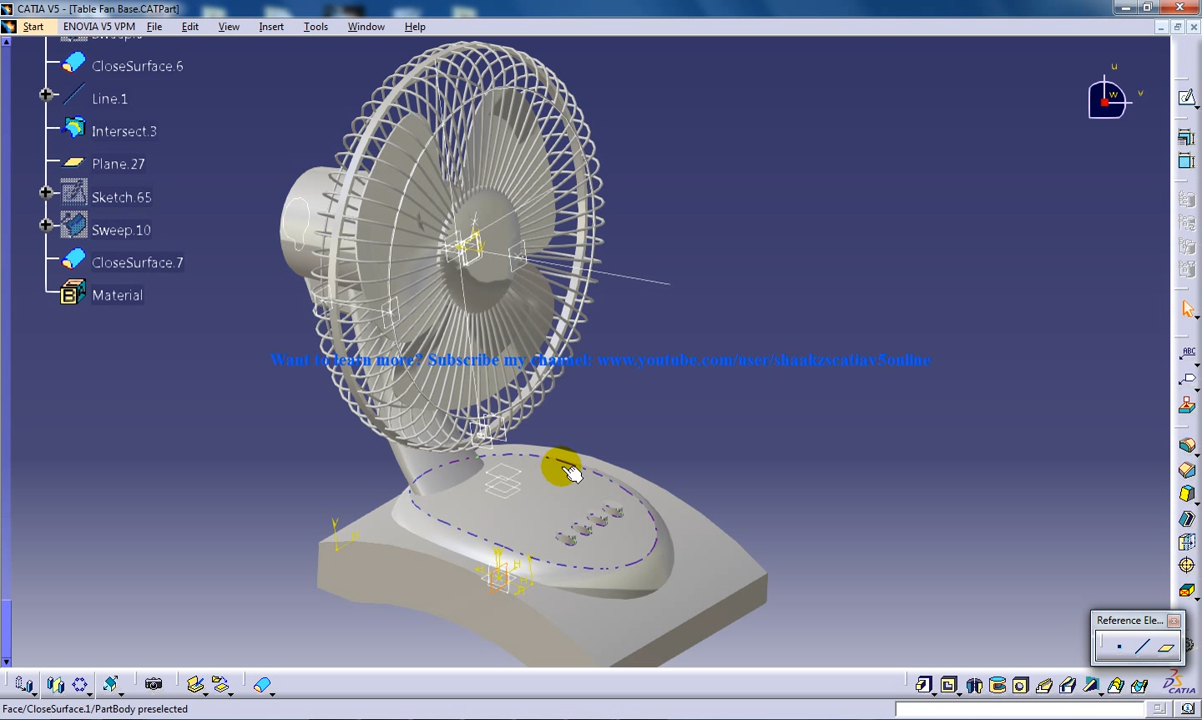 CATIA V5 - [Table Fan Base.CATPart]
Start ENOVIA V5 VPM File Edit View Insert Tools Window Help
CloseSurface.6
Line.1
Intersect.3
Plane.27
Sketch.65
Sweep.10
CloseSurface.7
Material
u
v
w
ABC
Want to learn more? Subscribe my channel: www.youtube.com/user/shaakzscatiav5online
Reference Ele...
CATIA
Face/CloseSurface.1/PartBody preselected